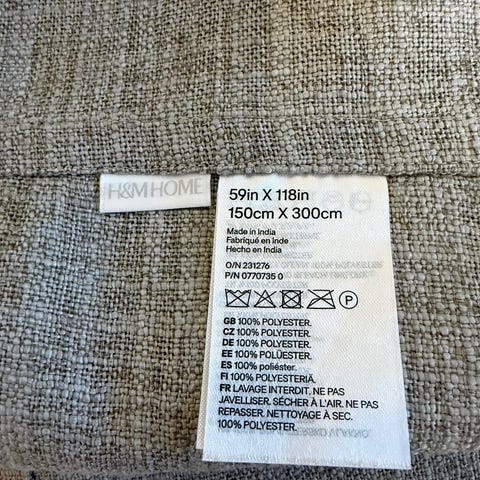 H&M HOME
59in X 118in
150cm X 300cm
Made in India
Fabriqué en Inde
Hecho en India
O/N 231276
P/N 0770735 0
P
GB 100% POLYESTER.
CZ 100% POLYESTER.
DE 100% POLYESTER.
EE 100% POLÜESTER.
ES 100% poliéster.
FI 100% POLYESTERIÄ.
FR LAVAGE INTERDIT. NE PAS
JAVELLISER. SÉCHER À L'AIR. NE PAS
REPASSER. NETTOYAGE À SEC.
100% POLYESTER.